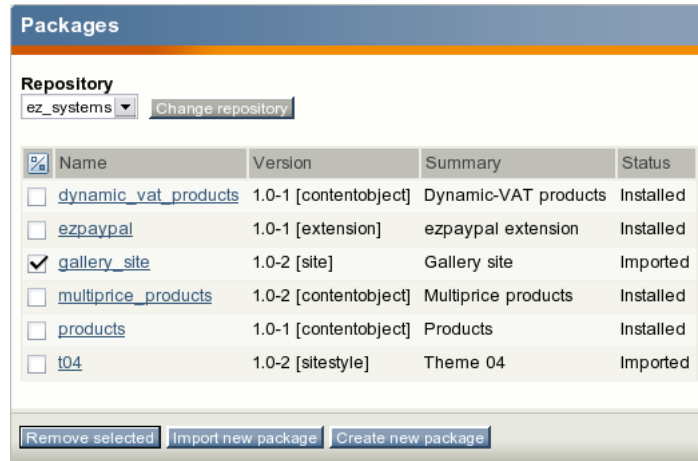 Packages
Repository
ez_systems Change repository
Name Version Summary Status
dynamic_vat_products 1.0-1 [contentobject] Dynamic-VAT products Installed
ezpaypal 1.0-1 [extension] ezpaypal extension Installed
gallery_site 1.0-2 [site] Gallery site Imported
multiprice_products 1.0-2 [contentobject] Multiprice products Installed
products 1.0-1 [contentobject] Products Installed
t04 1.0-2 [sitestyle] Theme 04 Imported
Remove selected Import new package Create new package